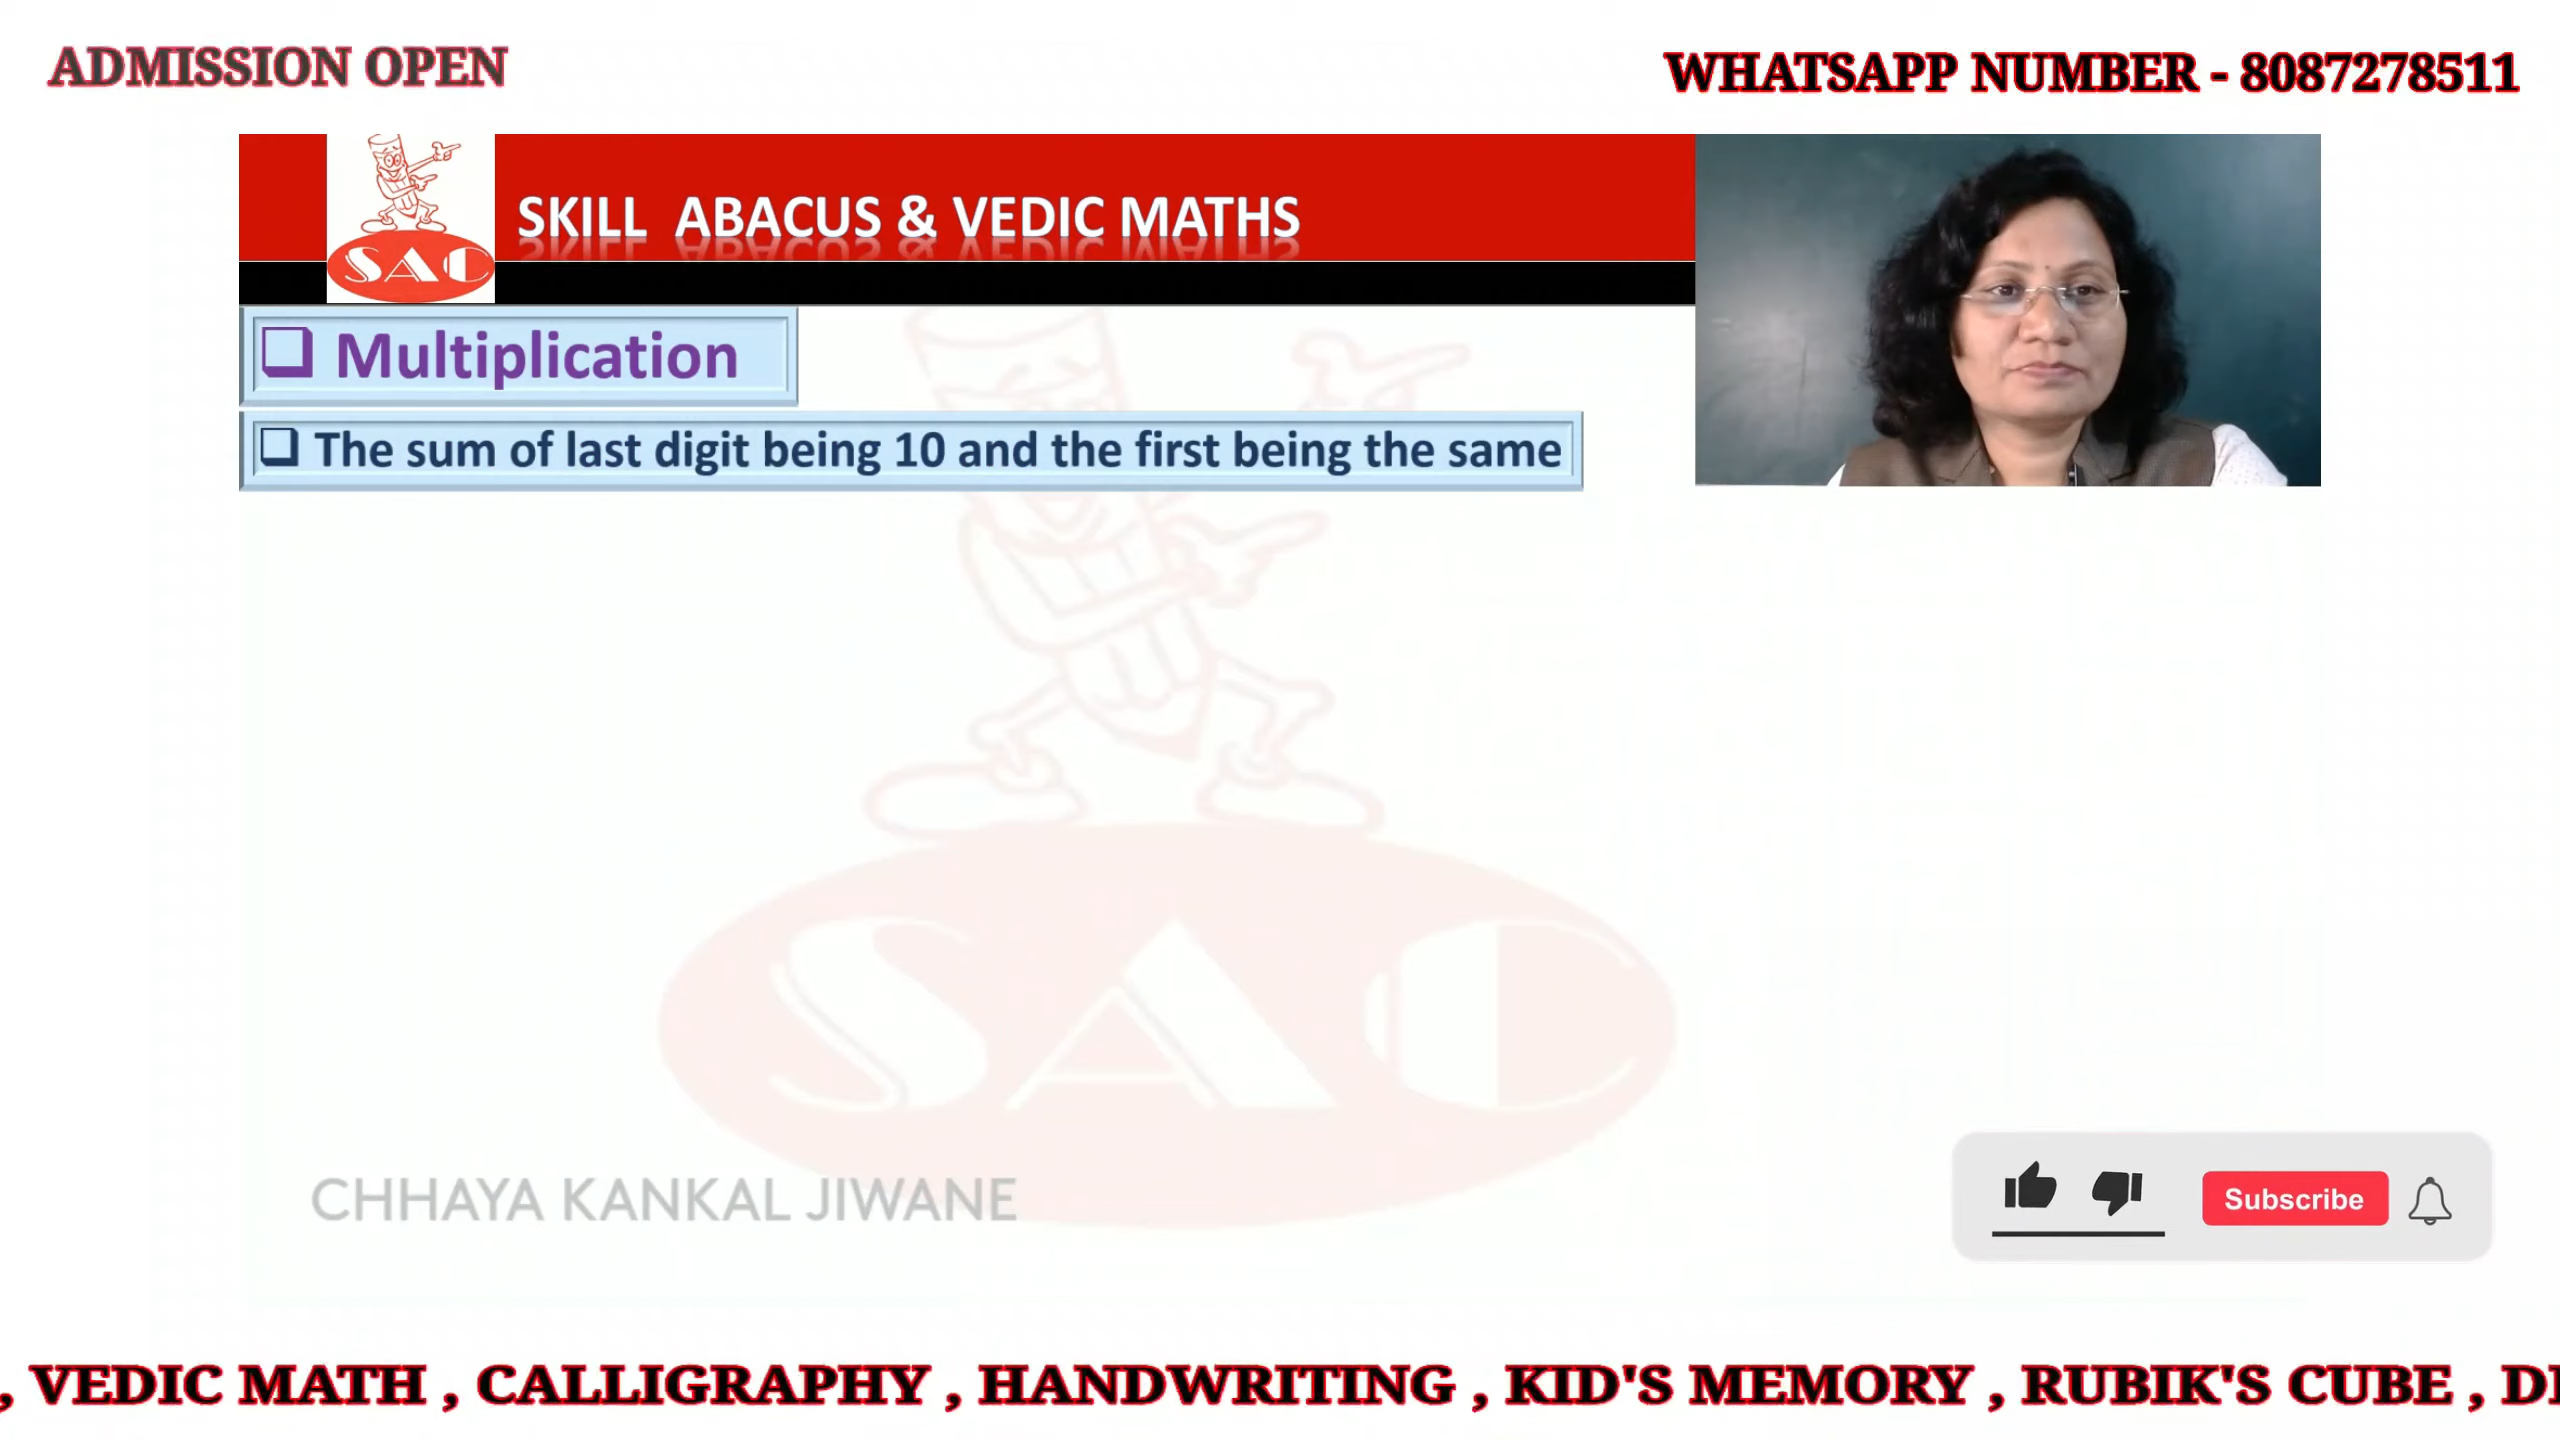 ADMISSION OPEN
WHATSAPP NUMBER - 8087278511
SKILL ABACUS & VEDIC MATHS
SAC
Multiplication
The sum of last digit being 10 and the first being the same
SAC
CHHAYA KANKAL JIWANE
Subscribe
, VEDIC MATH , CALLIGRAPHY , HANDWRITING , KID'S MEMORY , RUBIK'S CUBE ,